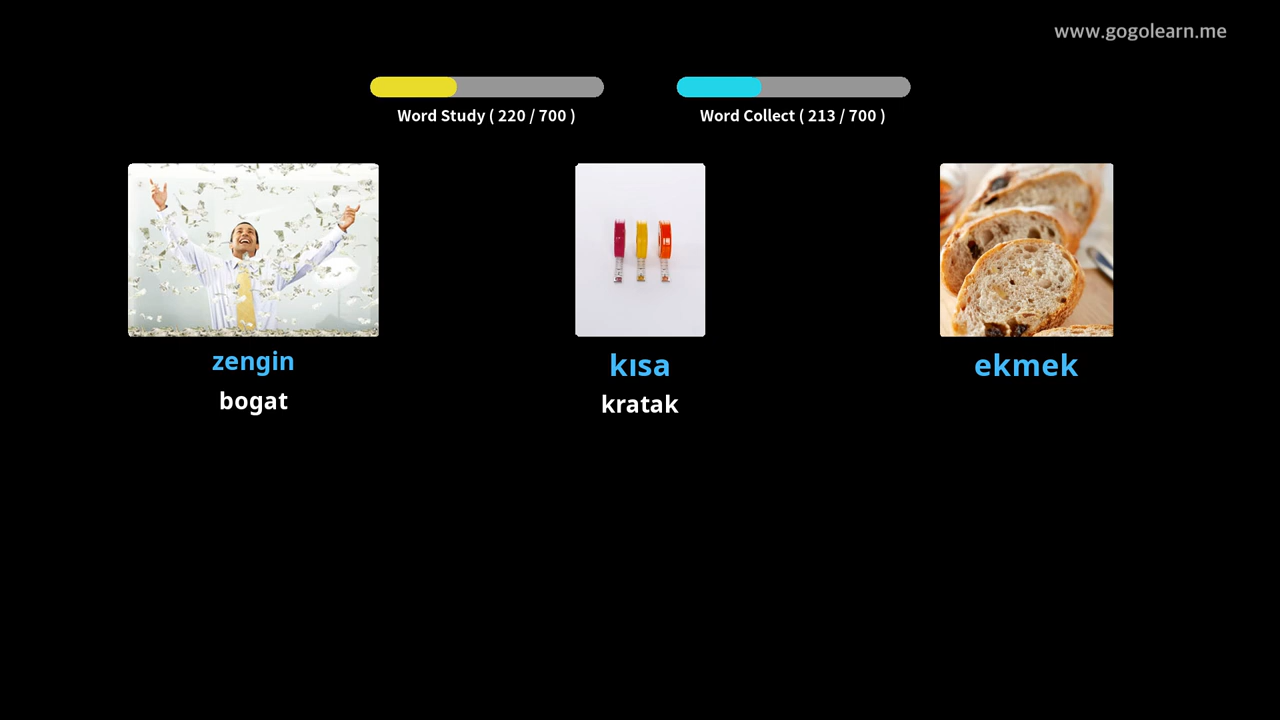 www.gogolearn.me
Word Study ( 220 / 700 )
Word Collect ( 213 / 700 )
zengin
bogat
kısa
kratak
ekmek